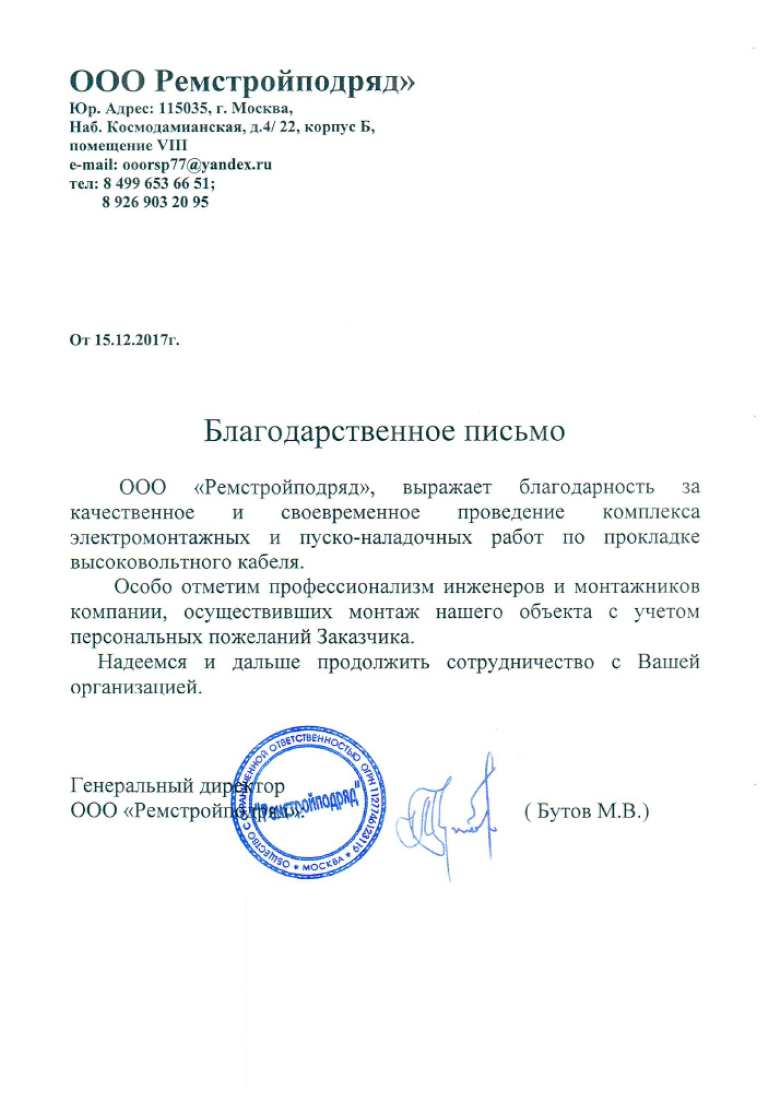 ООО Ремстройподряд»
Юр. Адрес: 115035, г. Москва,
Наб. Космодамианская, д.4/ 22, корпус Б,
помещение VIII
e-mail: ooorsp77@yandex.ru
тел: 8 499 653 66 51;
8 926 903 20 95
От 15.12.2017г.
Благодарственное письмо
ООО «Ремстройподряд», выражает благодарность за
качественное и своевременное проведение комплекса
электромонтажных и пуско-наладочных работ по прокладке
высоковольтного кабеля.
Особо отметим профессионализм инженеров и монтажников
компании, осуществивших монтаж нашего объекта с учетом
персональных пожеланий Заказчика.
Надеемся и дальше продолжить сотрудничество с Вашей
организацией.
Генеральный директор
ООО «Ремстройподряд»: ( Бутов М.В.)
ОБЩЕСТВО С ОГРАНИЧЕННОЙ ОТВЕТСТВЕННОСТЬЮ ОГРН 1127746123119
* МОСКВА *
"Ремстройподряд"